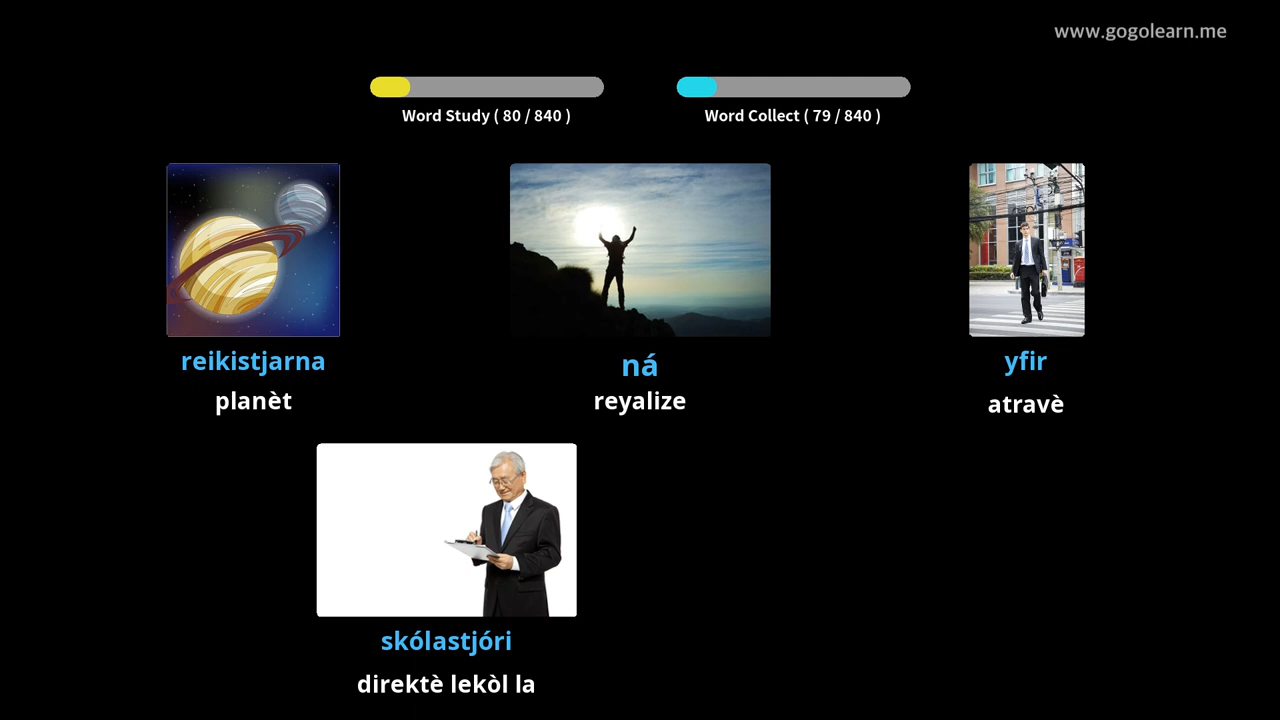 www.gogolearn.me
Word Study ( 80 / 840 )
Word Collect ( 79 / 840 )
reikistjarna
planèt
ná
reyalize
yfir
atravè
skólastjóri
direktè lekòl la